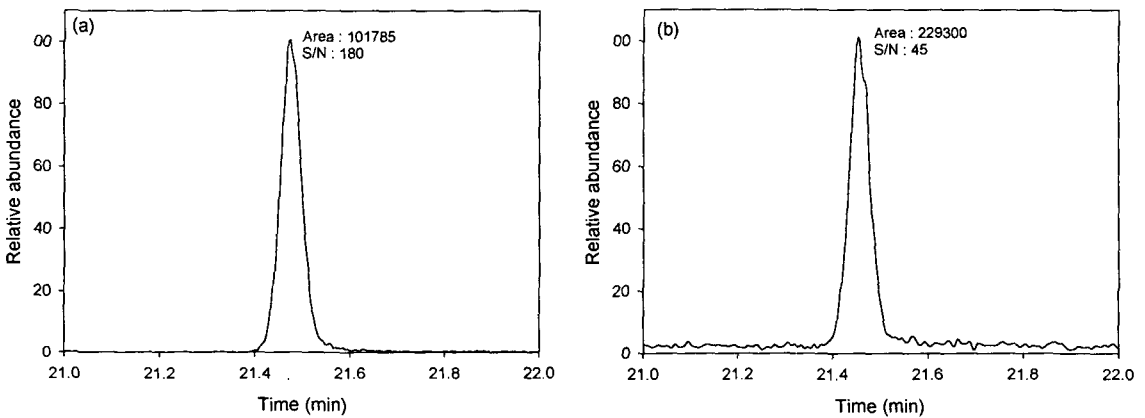 (a)
Area : 101785
S/N : 180
00
80
60
40
20
0
Relative abundance
21.0
21.2
21.4
21.6
21.8
22.0
Time (min)
(b)
Area : 229300
S/N : 45
00
80
60
40
20
0
Relative abundance
21.0
21.2
21.4
21.6
21.8
22.0
Time (min)